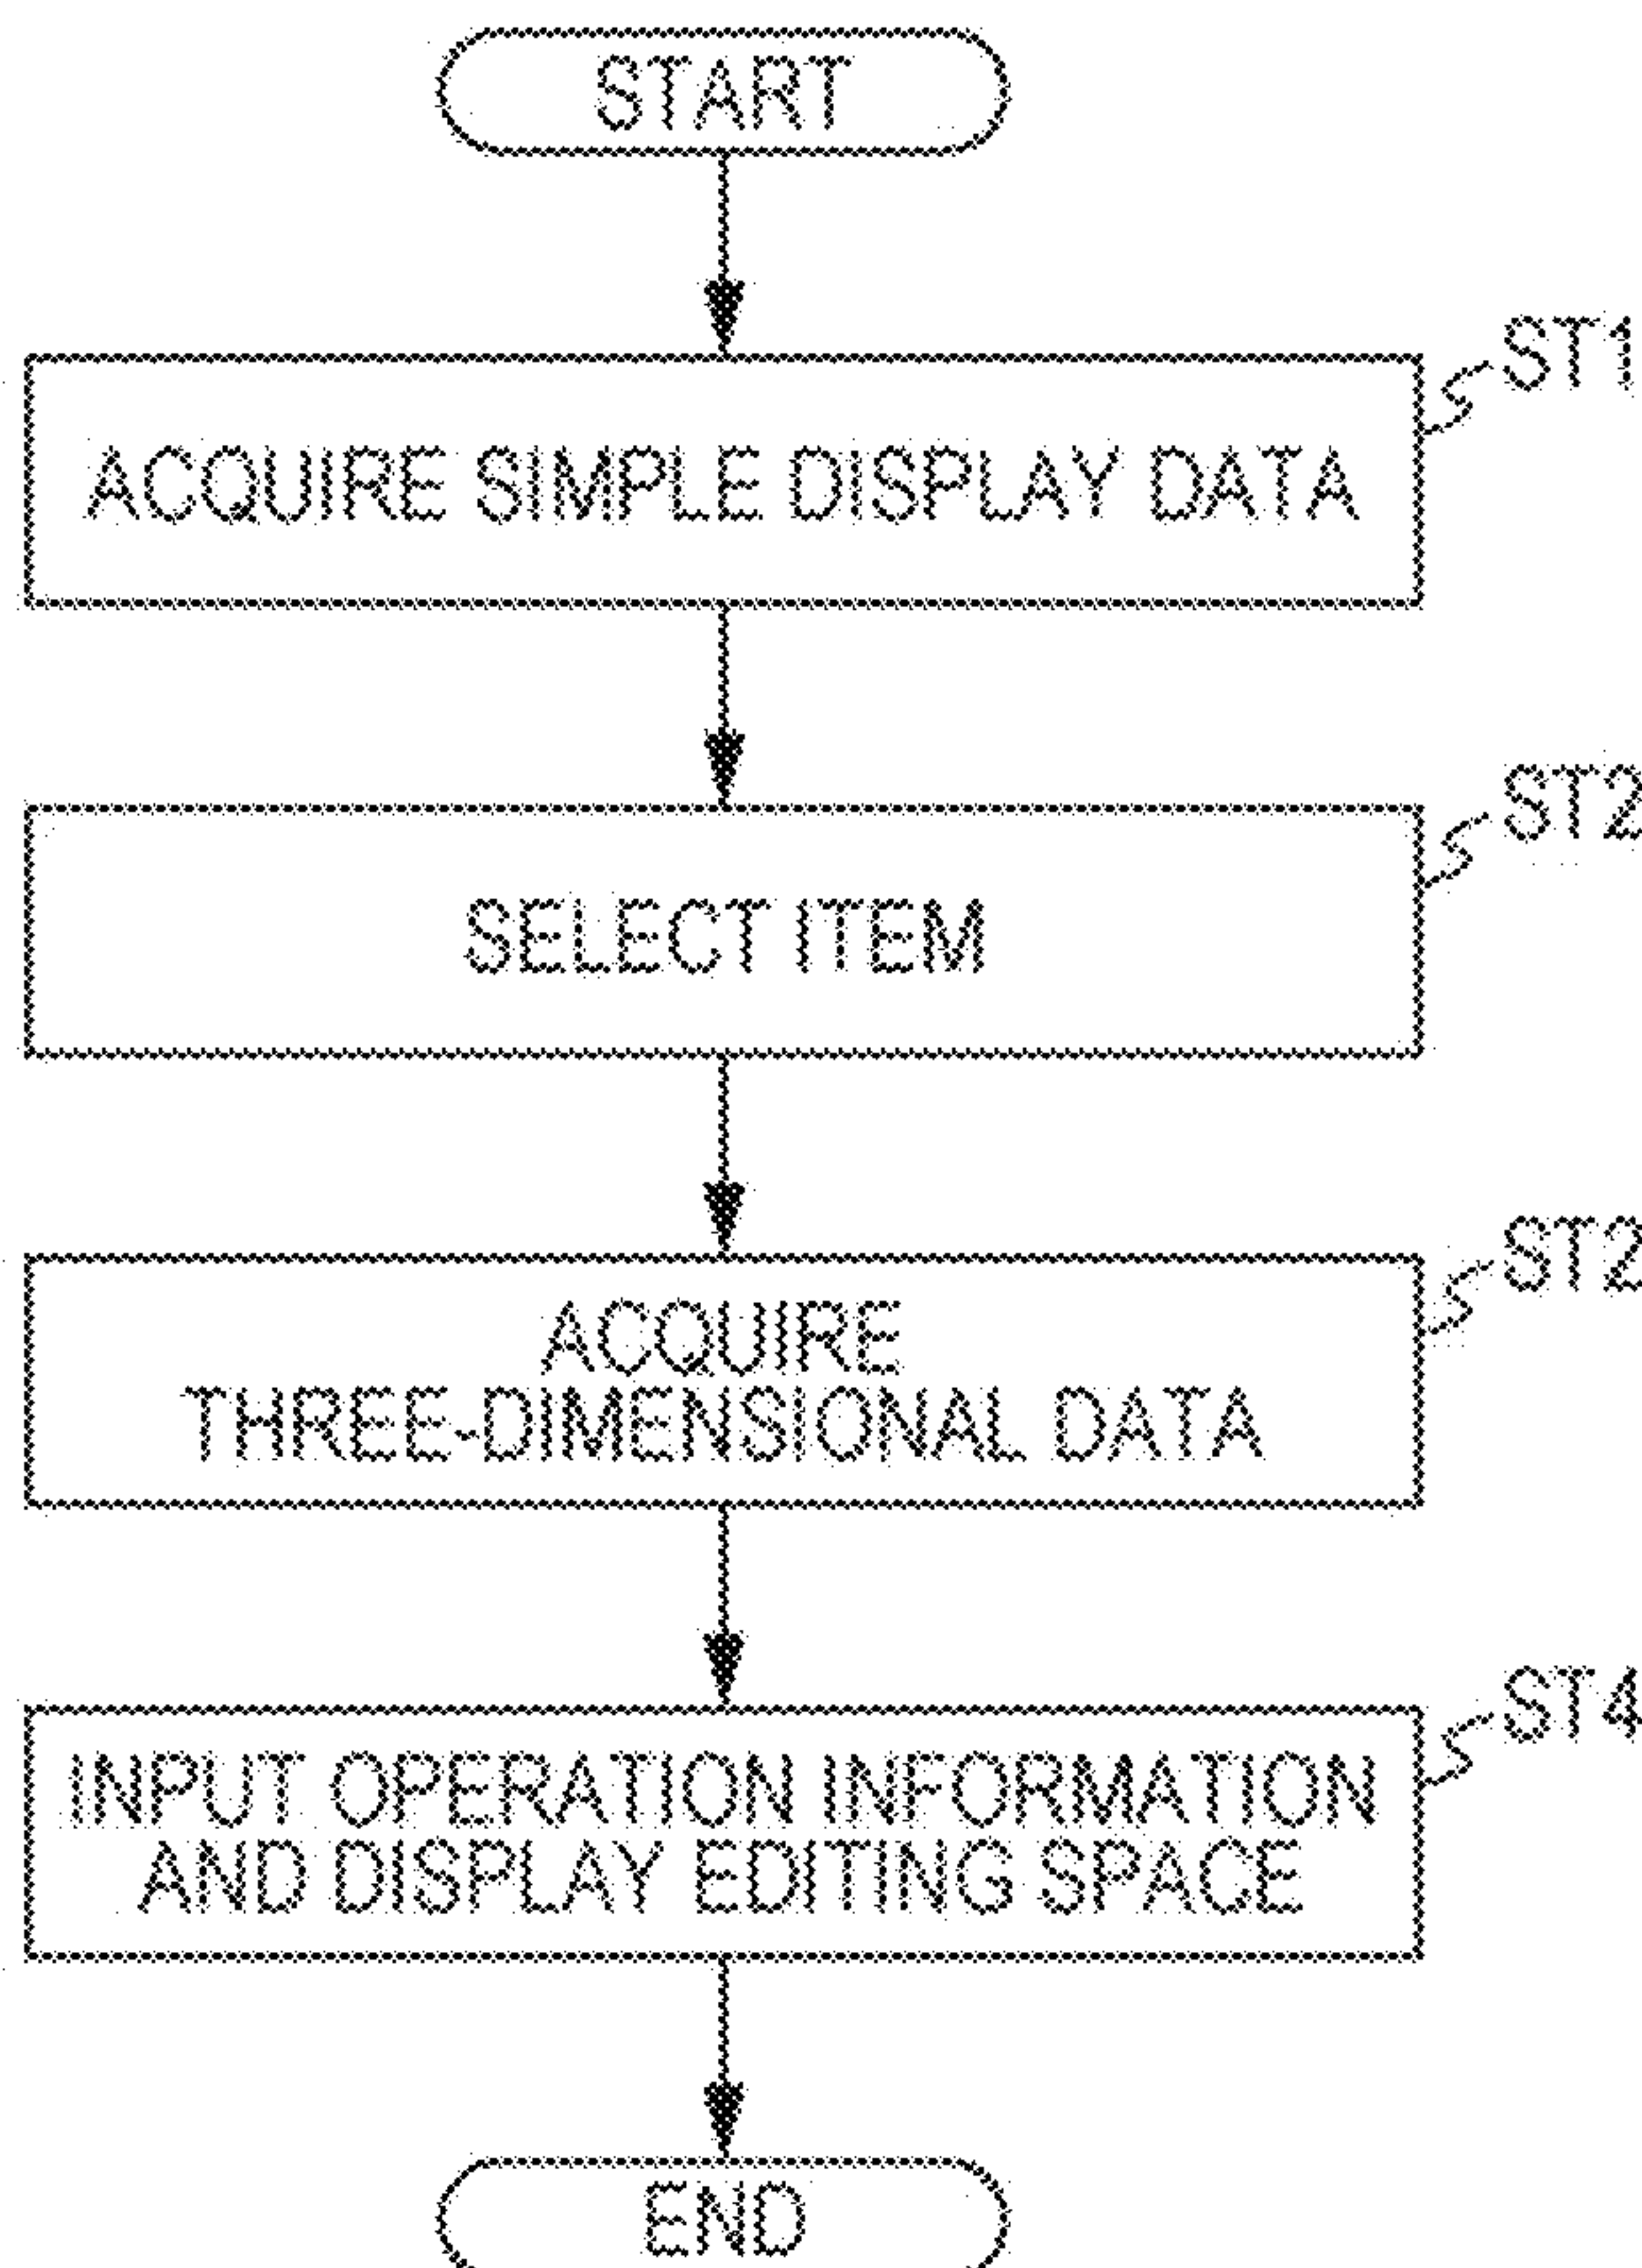 START
ST1
ACQUIRE SIMPLE DISPLAY DATA
ST2
SELECT ITEM
ST2
ACQUIRE
THREE-DIMENSIONAL DATA
ST4
INPUT OPERATION INFORMATION
AND DISPLAY EDITING SPACE
END